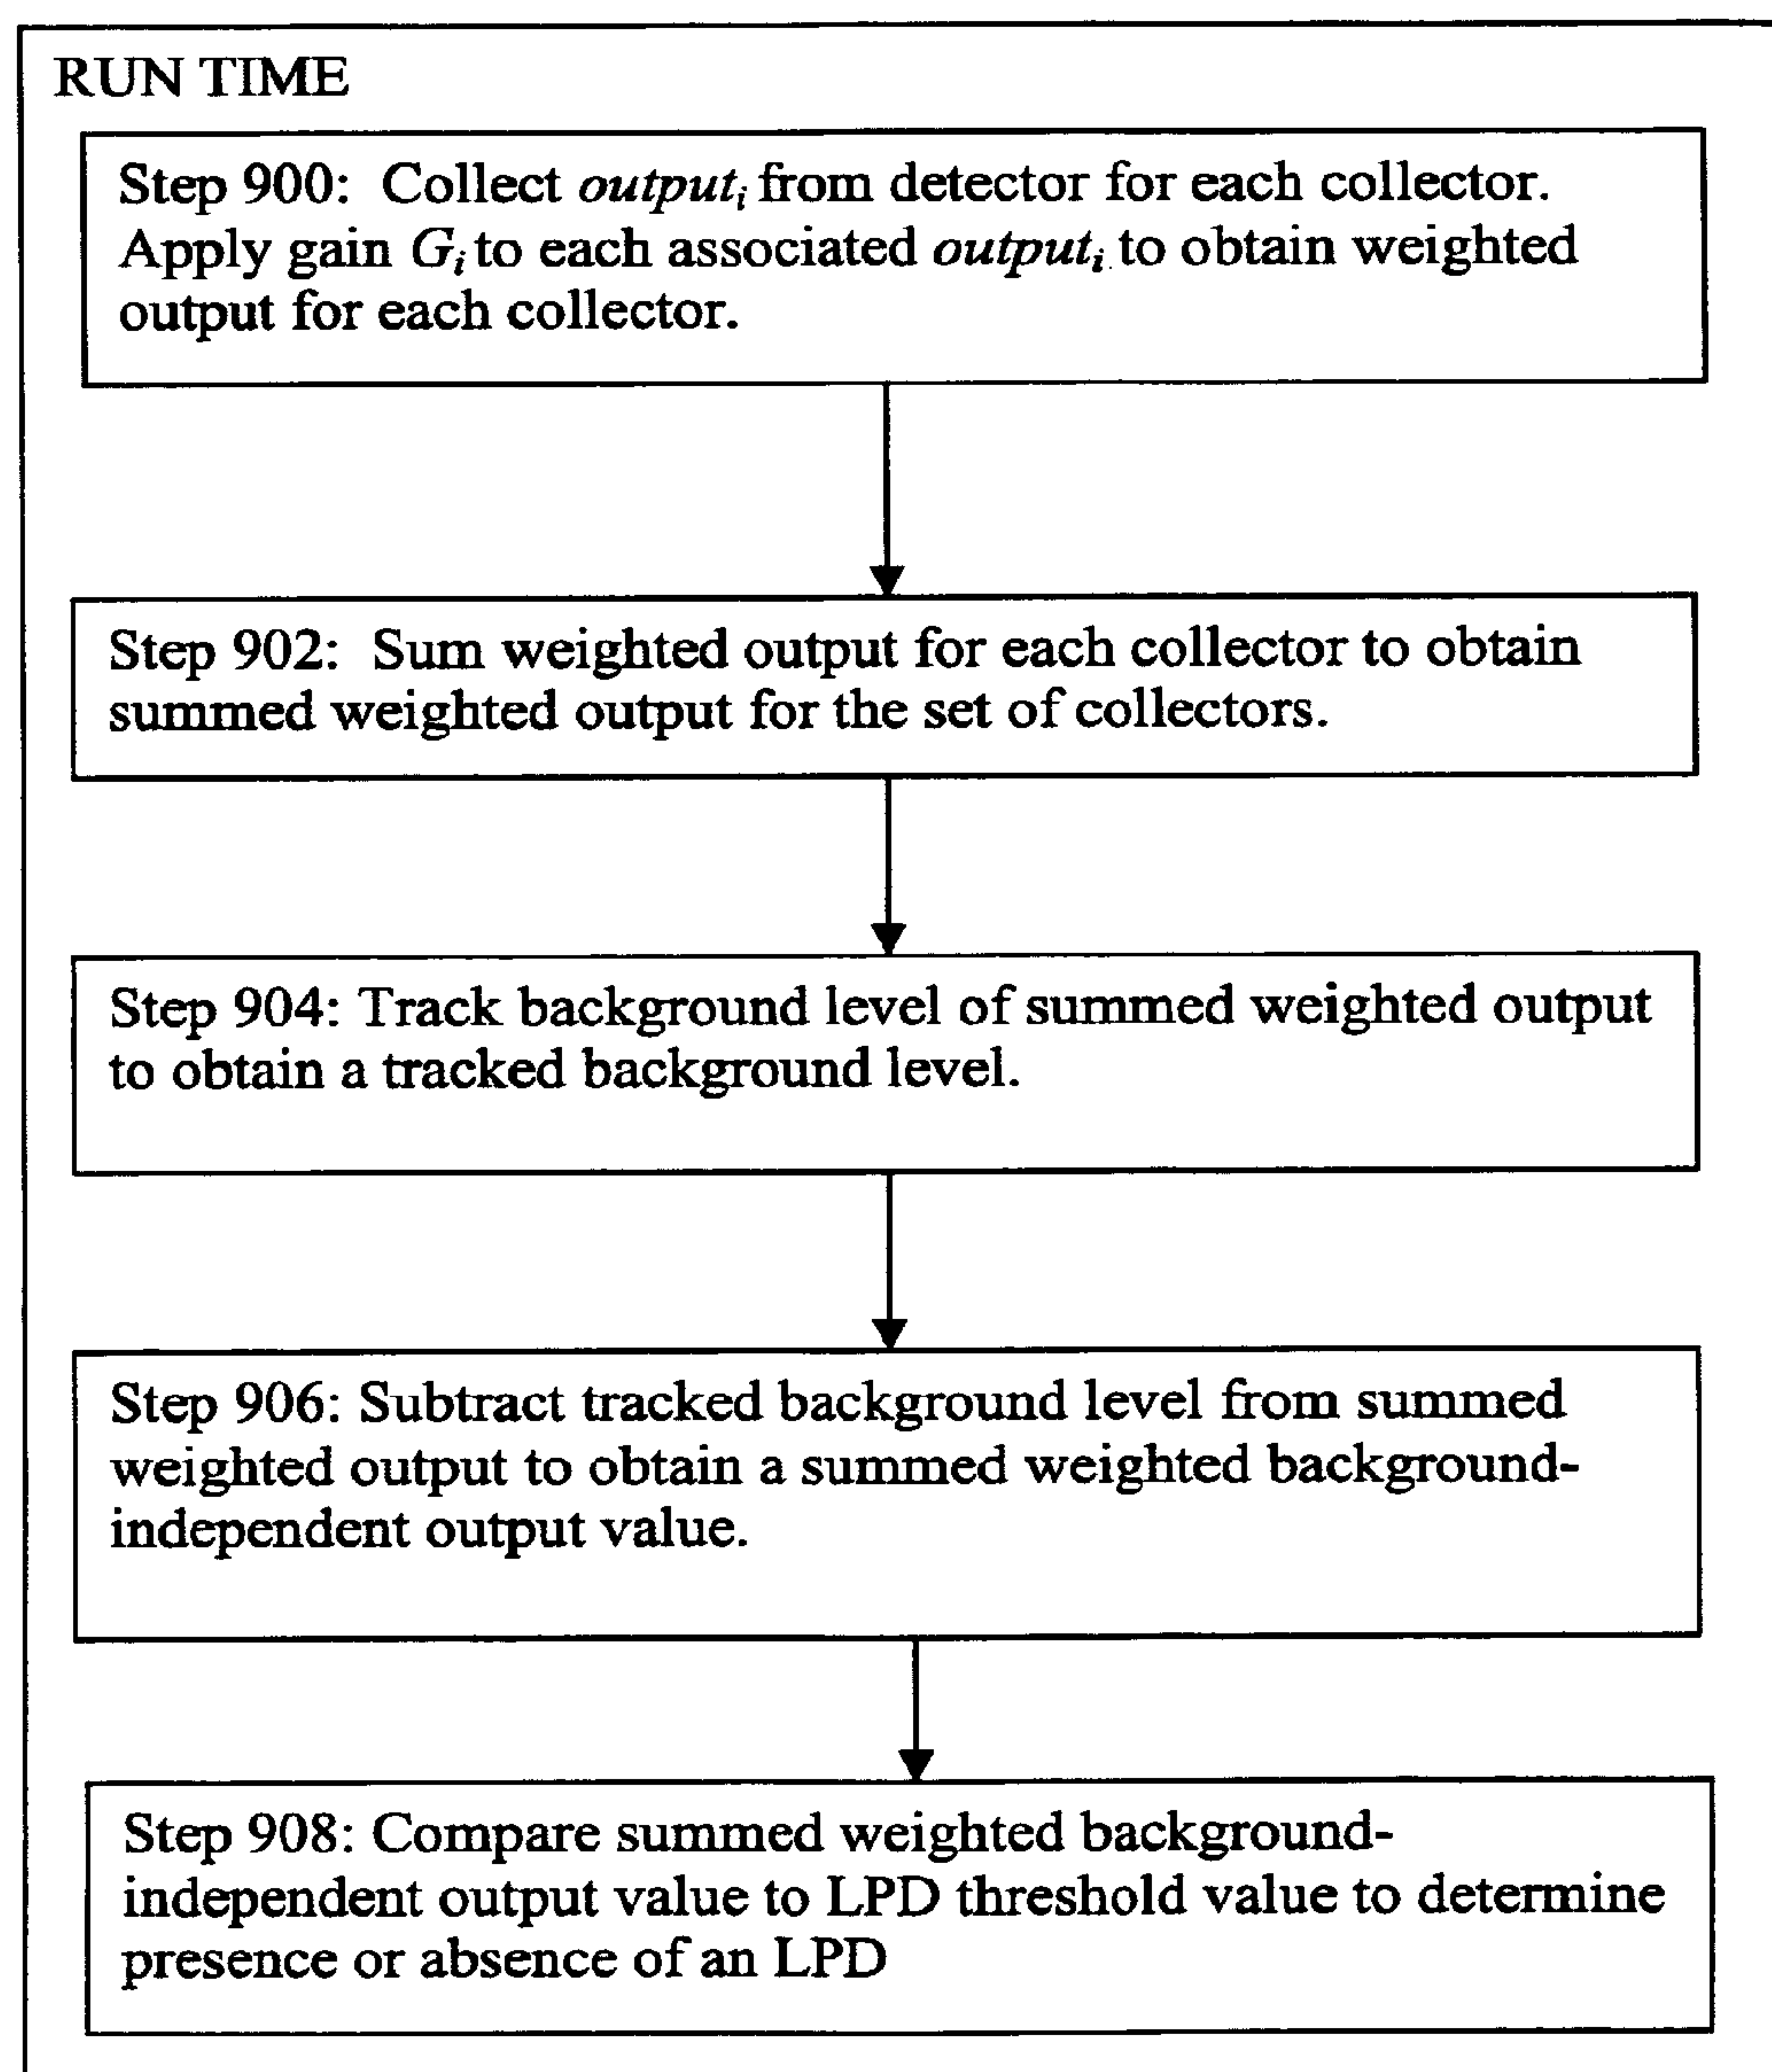 RUN TIME
Step 900: Collect outputᵢ from detector for each collector.
Apply gain Gᵢ to each associated outputᵢ to obtain weighted
output for each collector.
Step 902: Sum weighted output for each collector to obtain
summed weighted output for the set of collectors.
Step 904: Track background level of summed weighted output
to obtain a tracked background level.
Step 906: Subtract tracked background level from summed
weighted output to obtain a summed weighted background-
independent output value.
Step 908: Compare summed weighted background-
independent output value to LPD threshold value to determine
presence or absence of an LPD